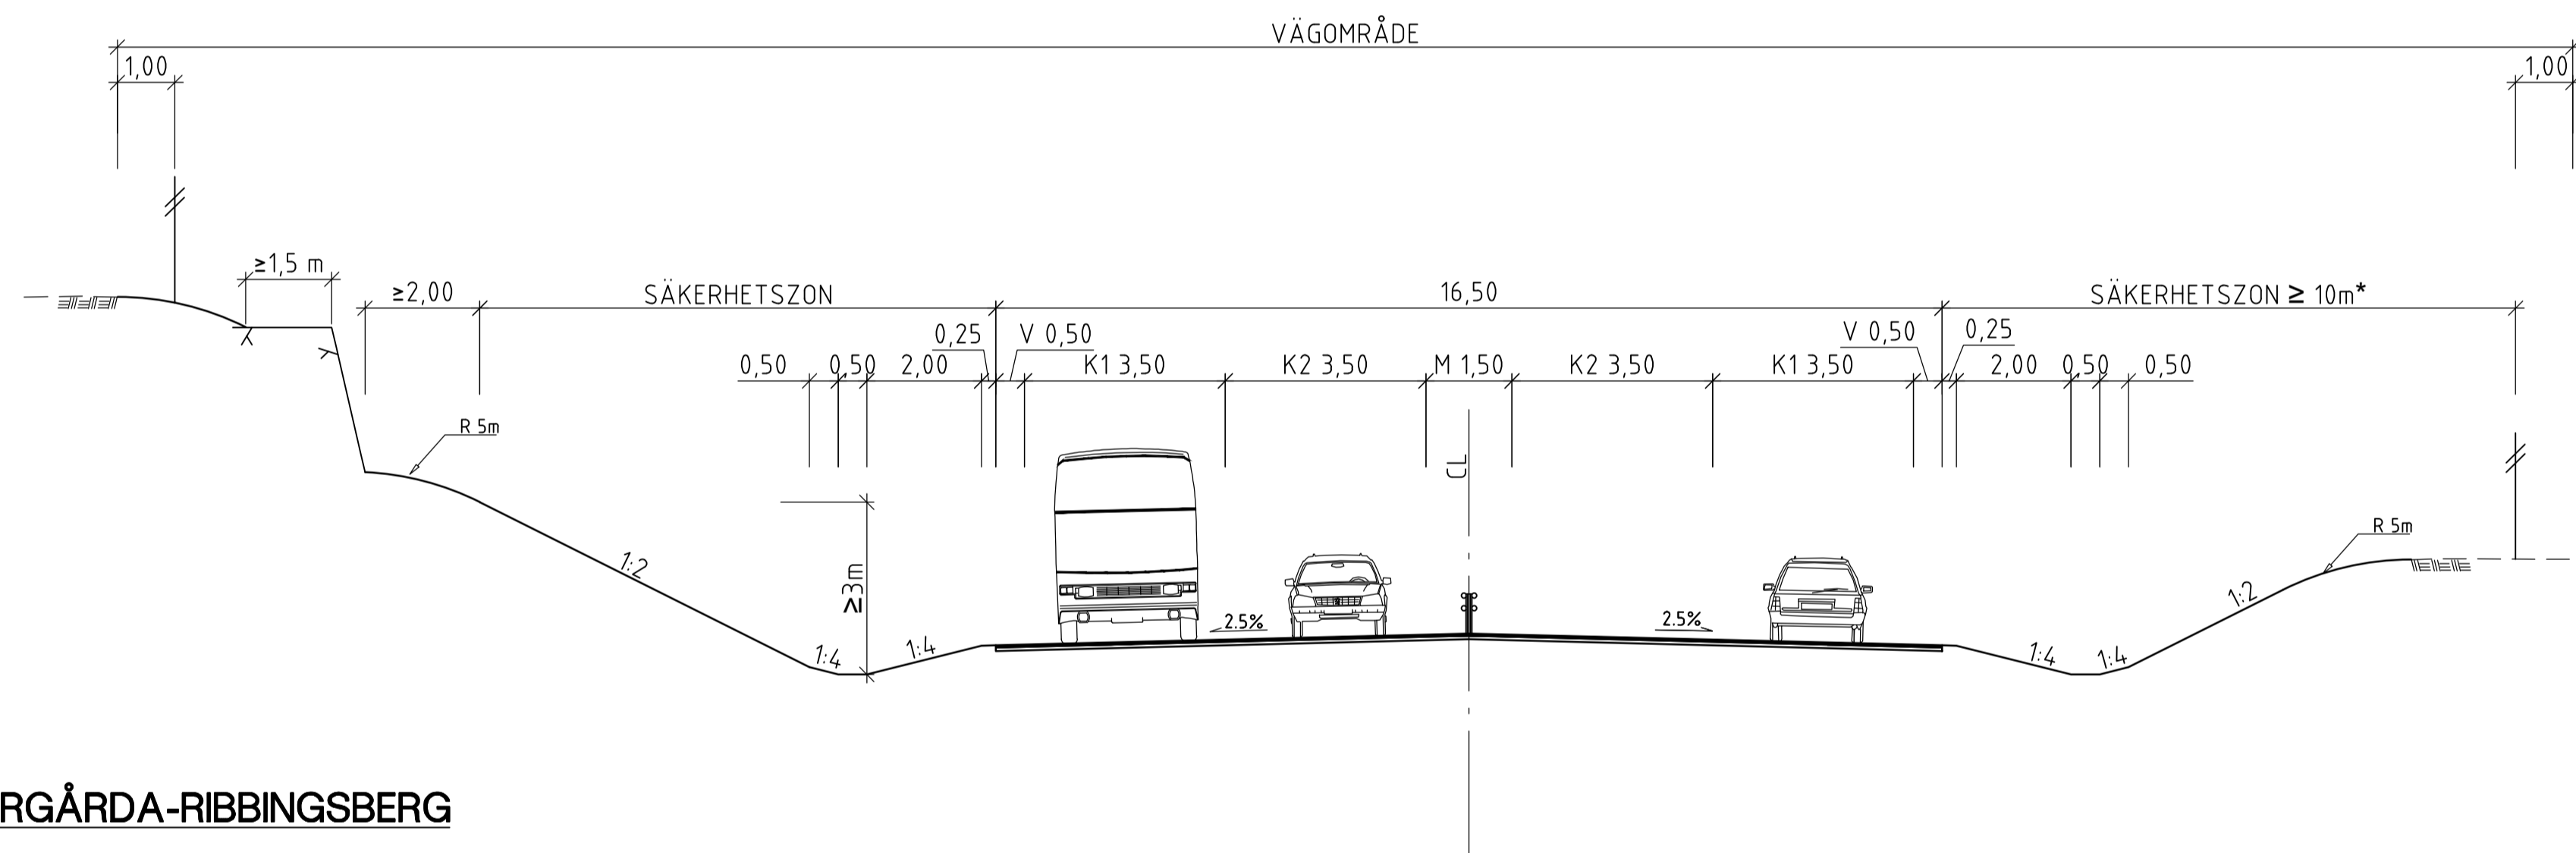 VÄGOMRÅDE
1,00
1,00
≥1,5 m
≥2,00
SÄKERHETSZON
16,50
SÄKERHETSZON ≥ 10m*
0,25
V 0,50
V 0,50
0,25
0,50
0,50
2,00
K1 3,50
K2 3,50
M 1,50
K2 3,50
K1 3,50
2,00
0,50
0,50
R 5m
CL
R 5m
1:2
≥3m
1:2
2.5%
2.5%
1:4
1:4
1:4
1:4
RGÅRDA-RIBBINGSBERG